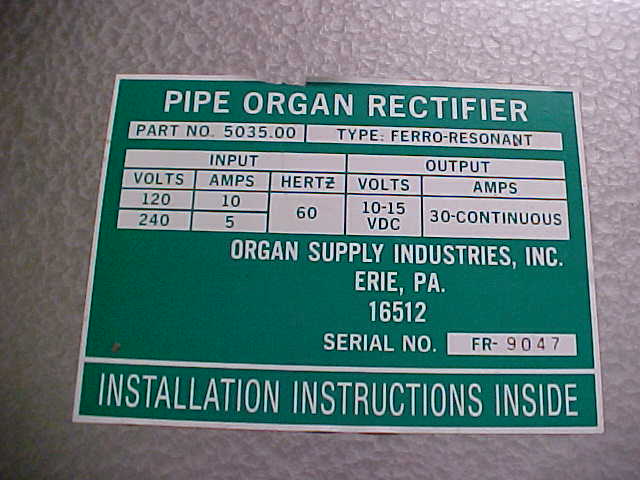 PIPE ORGAN RECTIFIER
PART NO. 5035.00 TYPE: FERRO-RESONANT
INPUT OUTPUT
VOLTS AMPS HERTZ VOLTS AMPS
120 10 60 10-15 VDC 30-CONTINUOUS
240 5
ORGAN SUPPLY INDUSTRIES, INC.
ERIE, PA.
16512
SERIAL NO. FR- 9047
INSTALLATION INSTRUCTIONS INSIDE